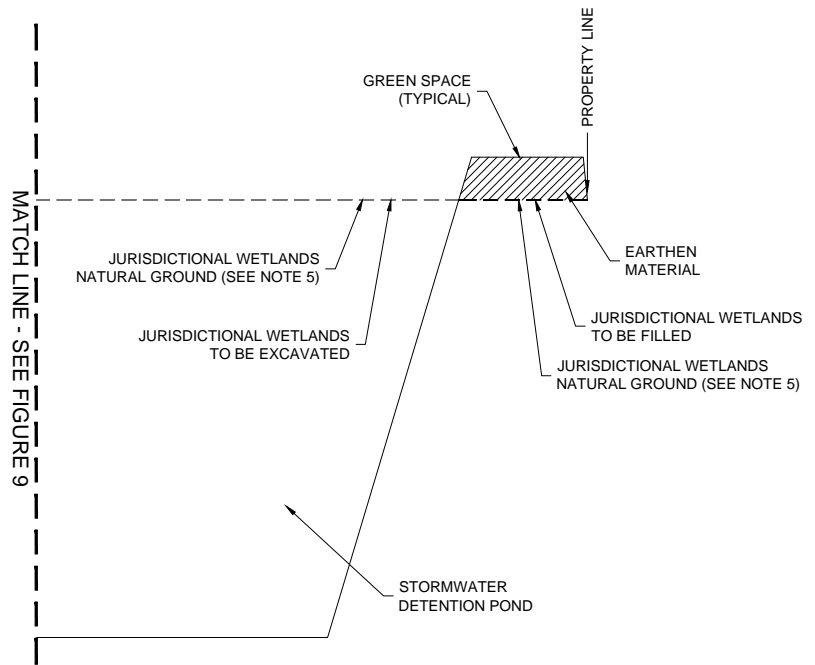 PROPERTY LINE
GREEN SPACE
(TYPICAL)
MATCH LINE - SEE FIGURE 9
JURISDICTIONAL WETLANDS
NATURAL GROUND (SEE NOTE 5)
EARTHEN
MATERIAL
JURISDICTIONAL WETLANDS
TO BE EXCAVATED
JURISDICTIONAL WETLANDS
TO BE FILLED
JURISDICTIONAL WETLANDS
NATURAL GROUND (SEE NOTE 5)
STORMWATER
DETENTION POND